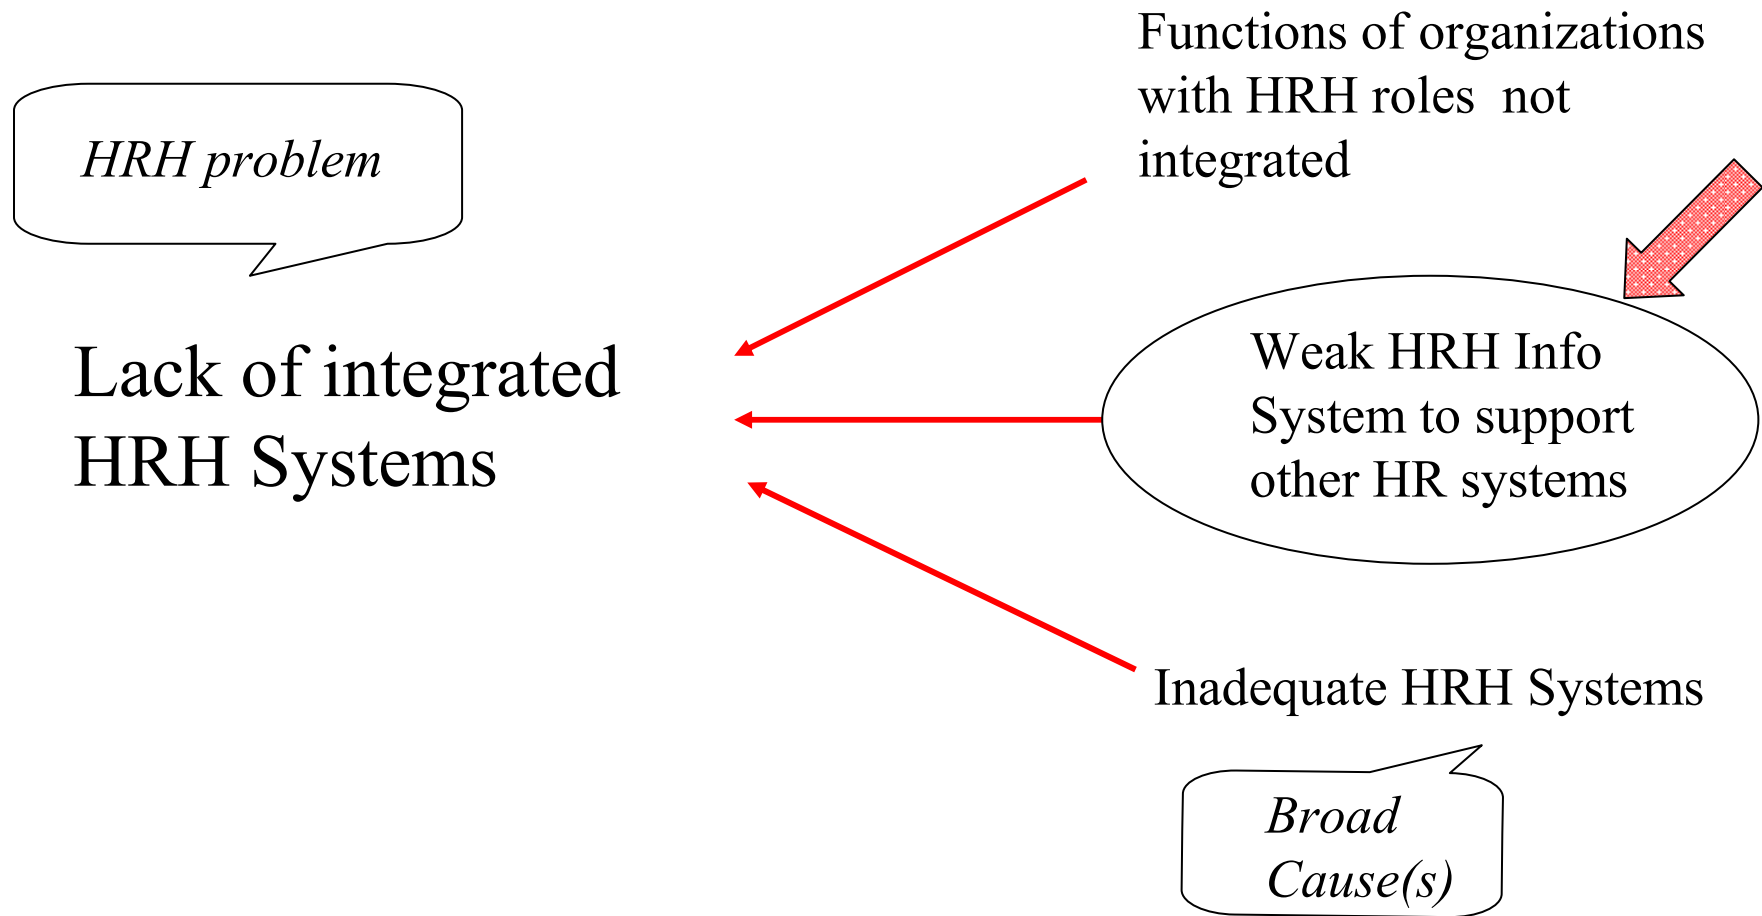 HRH problem
Lack of integrated
HRH Systems
Functions of organizations
with HRH roles  not
integrated
Weak HRH Info
System to support
other HR systems
Inadequate HRH Systems
Broad
Cause(s)